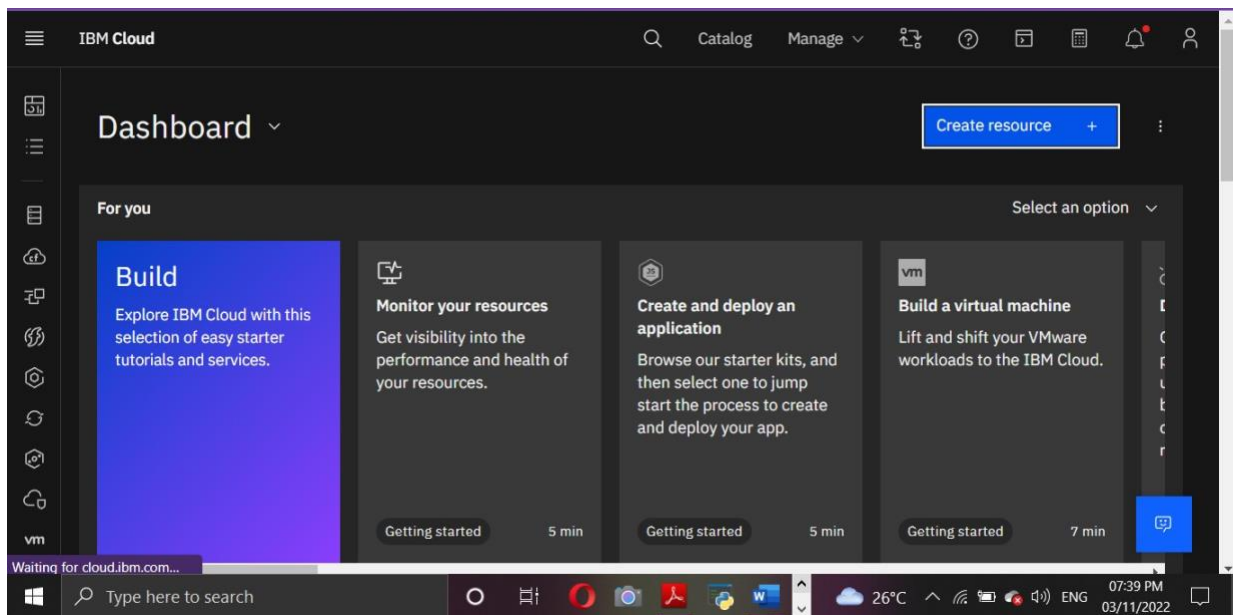 IBM Cloud
Catalog
Manage
Dashboard
Create resource +
For you
Select an option
Build
Explore IBM Cloud with this
selection of easy starter
tutorials and services.
Monitor your resources
Get visibility into the
performance and health of
your resources.
Getting started 5 min
JS
Create and deploy an
application
Browse our starter kits, and
then select one to jump
start the process to create
and deploy your app.
Getting started 5 min
vm
Build a virtual machine
Lift and shift your VMware
workloads to the IBM Cloud.
Getting started 7 min
cf
vm
Waiting for cloud.ibm.com...
Type here to search
26°C
ENG
07:39 PM
03/11/2022